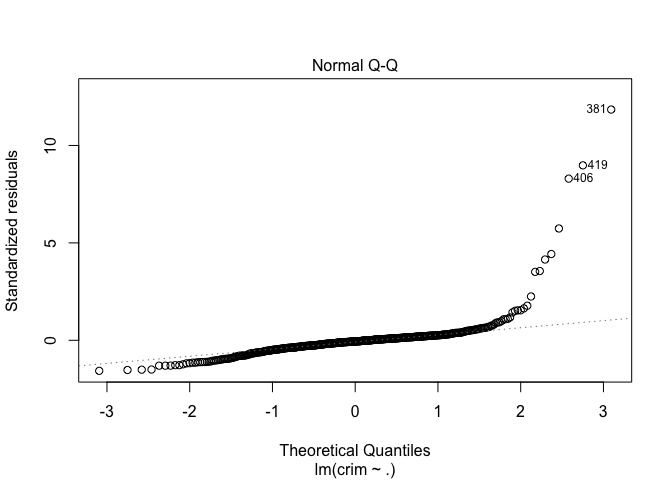 Normal Q-Q
Standardized residuals
10
5
0
381
419
406
-3 -2 -1 0 1 2 3
Theoretical Quantiles
lm(crim ~ .)